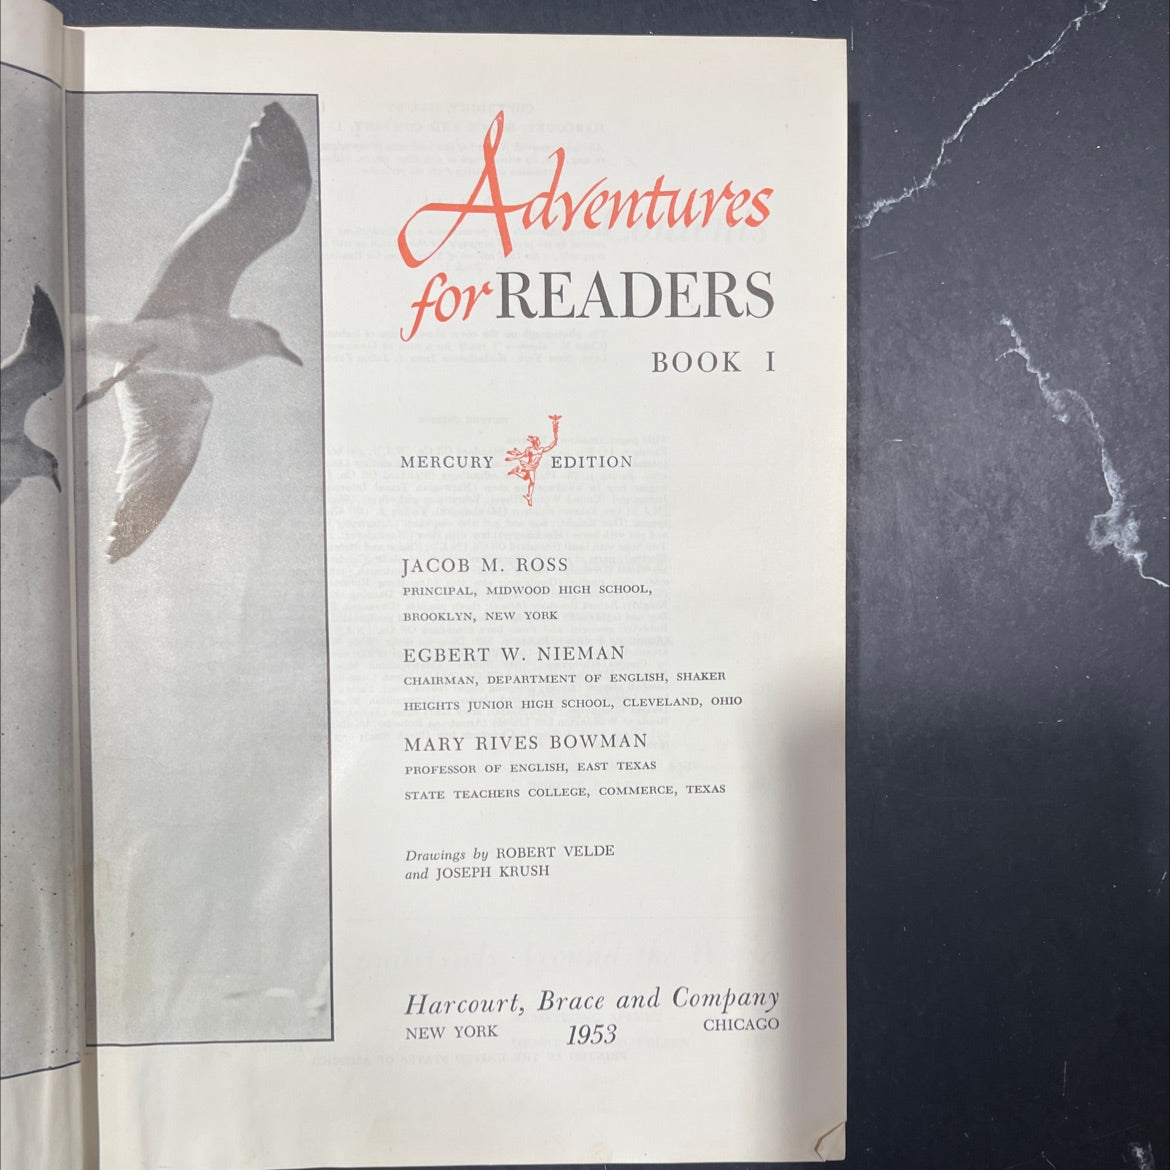 Adventures
for READERS
BOOK I
MERCURY EDITION
JACOB M. ROSS
PRINCIPAL, MIDWOOD HIGH SCHOOL,
BROOKLYN, NEW YORK
EGBERT W. NIEMAN
CHAIRMAN, DEPARTMENT OF ENGLISH, SHAKER
HEIGHTS JUNIOR HIGH SCHOOL, CLEVELAND, OHIO
MARY RIVES BOWMAN
PROFESSOR OF ENGLISH, EAST TEXAS
STATE TEACHERS COLLEGE, COMMERCE, TEXAS
Drawings by ROBERT VELDE
and JOSEPH KRUSH
Harcourt, Brace and Company
NEW YORK 1953 CHICAGO